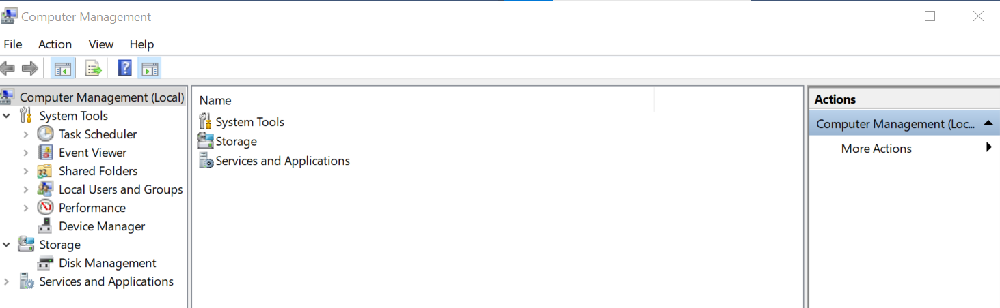 Computer Management
File Action View Help
Computer Management (Local)
System Tools
Task Scheduler
Event Viewer
Shared Folders
Local Users and Groups
Performance
Device Manager
Storage
Disk Management
Services and Applications
Name
System Tools
Storage
Services and Applications
Actions
Computer Management (Loc...
More Actions